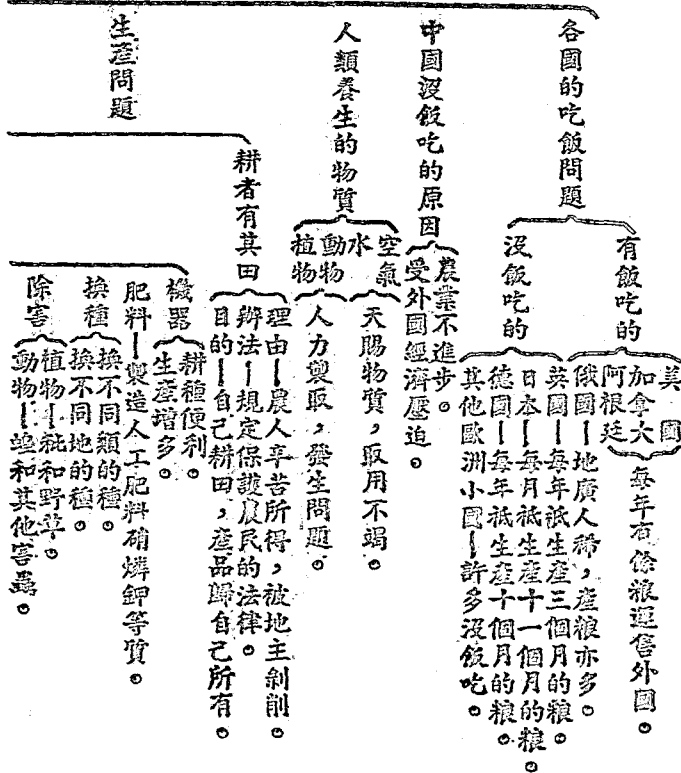 各國的吃飯問題
有飯吃的
美國
加拿大
阿根廷
每年有餘粮運售外國。
俄國－地廣人稀，產粮亦多。
沒飯吃的
英國－每年祇生產三個月的粮。
日本－每月祇生產十一個月的粮。
德國－每年祇生產十個月的粮。
其他歐洲小國－許多沒飯吃。
中國沒飯吃的原因
農業不進步。
受外國經濟壓迫。
人類養生的物質
空氣
水
天賜物質，取用不竭。
動物
植物
人力製取，發生問題。
生產問題
耕者有其田
理由－農人辛苦所得，被地主剝削。
辦法－規定保護農民的法律。
目的－自己耕田，產品歸自己所有。
機器
耕種便利。
生產增多。
肥料－製造人工肥料硝燐鉀等質。
換種
換不同類的種。
換不同地的種。
除害
植物－秕和野草。
動物－蝗和其他害蟲。